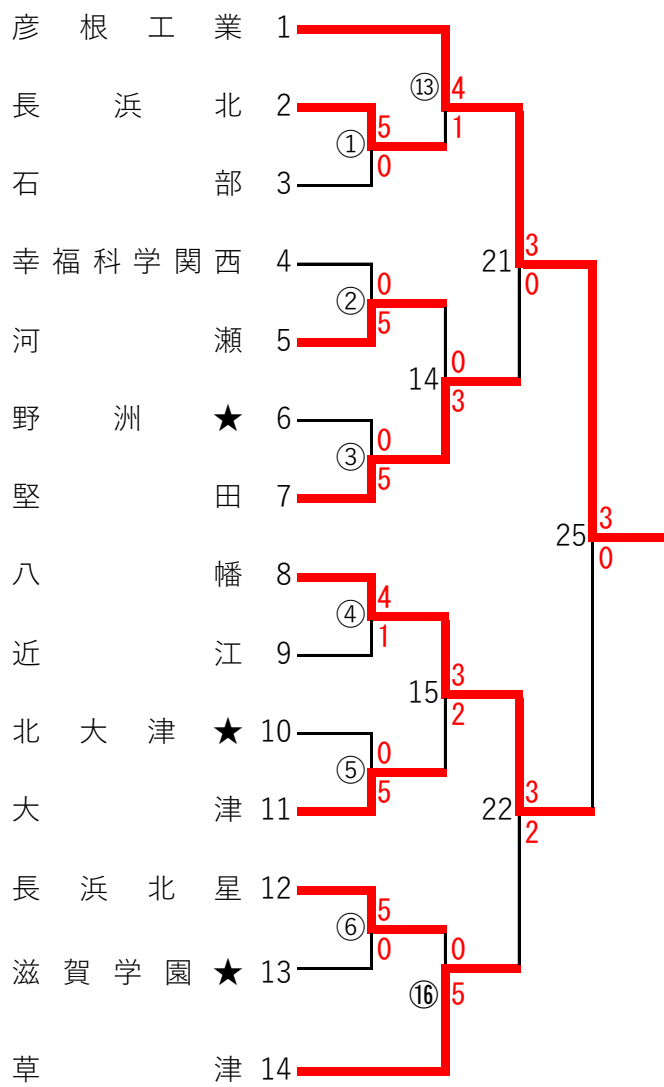 彦根工業 1
⑬ 4
長浜北 2
5
① 1
0
石部 3
幸福科学関西 4
21 3
0
0
② 5
河瀬 5
14 0
3
野洲★ 6
0
③ 5
堅田 7
25 3
0
八幡 8
4
④ 1
近江 9
15 3
2
北大津★ 10
0
⑤ 5
大津 11
22 3
2
長浜北星 12
5
⑥ 0
0
滋賀学園★ 13
⑯ 5
草津 14